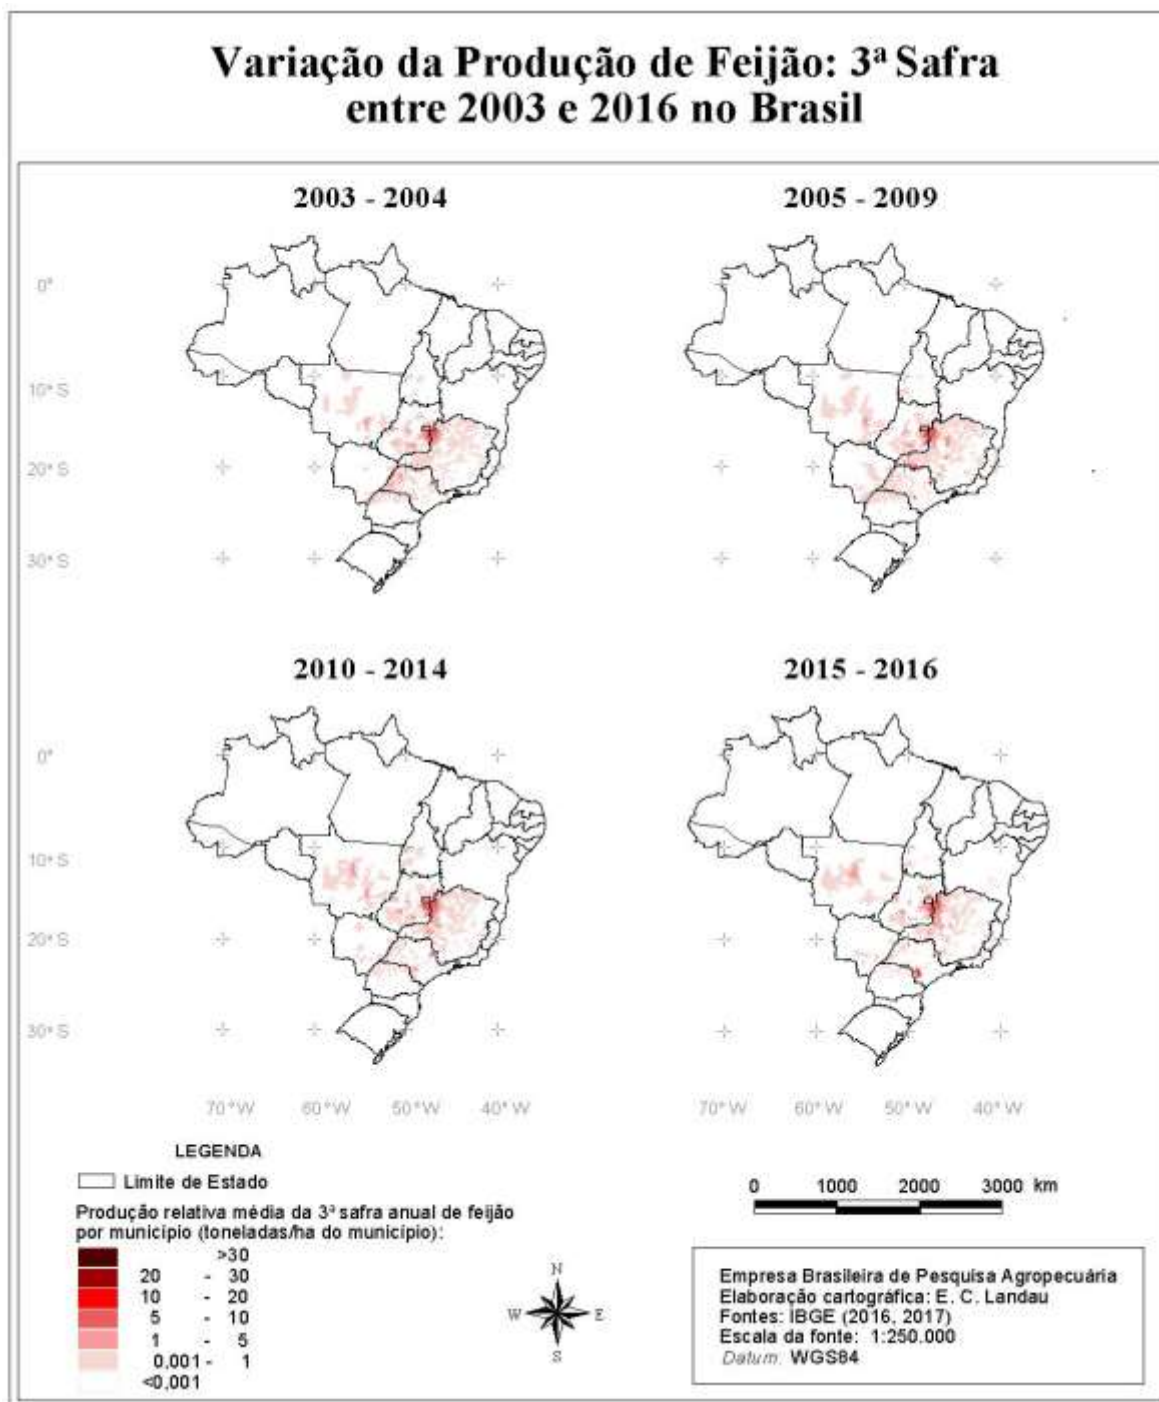 Variação da Produção de Feijão: 3ª Safra
entre 2003 e 2016 no Brasil
2003 - 2004
2005 - 2009
0°
10° S
20° S
30° S
2010 - 2014
2015 - 2016
0°
10° S
20° S
30° S
70° W 60° W 50° W 40° W
70° W 60° W 50° W 40° W
LEGENDA
Limite de Estado
Produção relativa média da 3ª safra anual de feijão
por município (toneladas/ha do município):
>30
20 - 30
10 - 20
5 - 10
1 - 5
0,001 - 1
<0,001
0 1000 2000 3000 km
N
W E
S
Empresa Brasileira de Pesquisa Agropecuária
Elaboração cartográfica: E. C. Landau
Fontes: IBGE (2016, 2017)
Escala da fonte: 1:250.000
Datum: WGS84